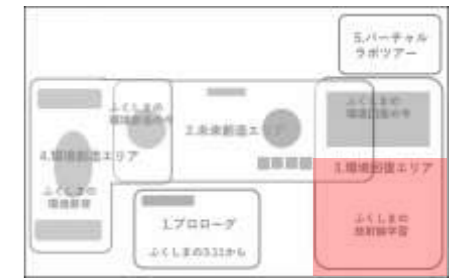 5.バーチャル
ラボツアー
ふくしまの
環境創造の今
2.未来創造エリア
ふくしまの
環境回復の今
4.環境創造エリア
3.環境回復エリア
ふくしまの
環境創造
1.プロローグ
ふくしまの3.11から
ふくしまの
放射線学習